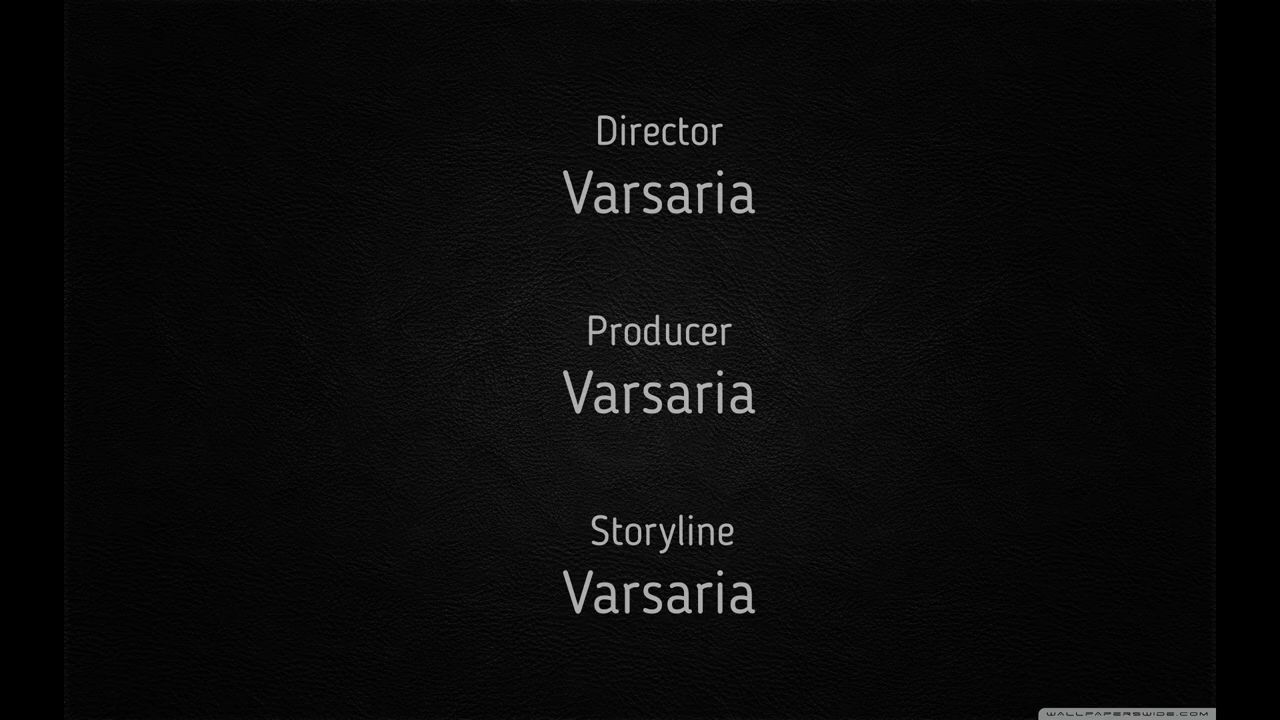 Director
Varsaria
Producer
Varsaria
Storyline
Varsaria
WALLPAPERSWIDE.COM